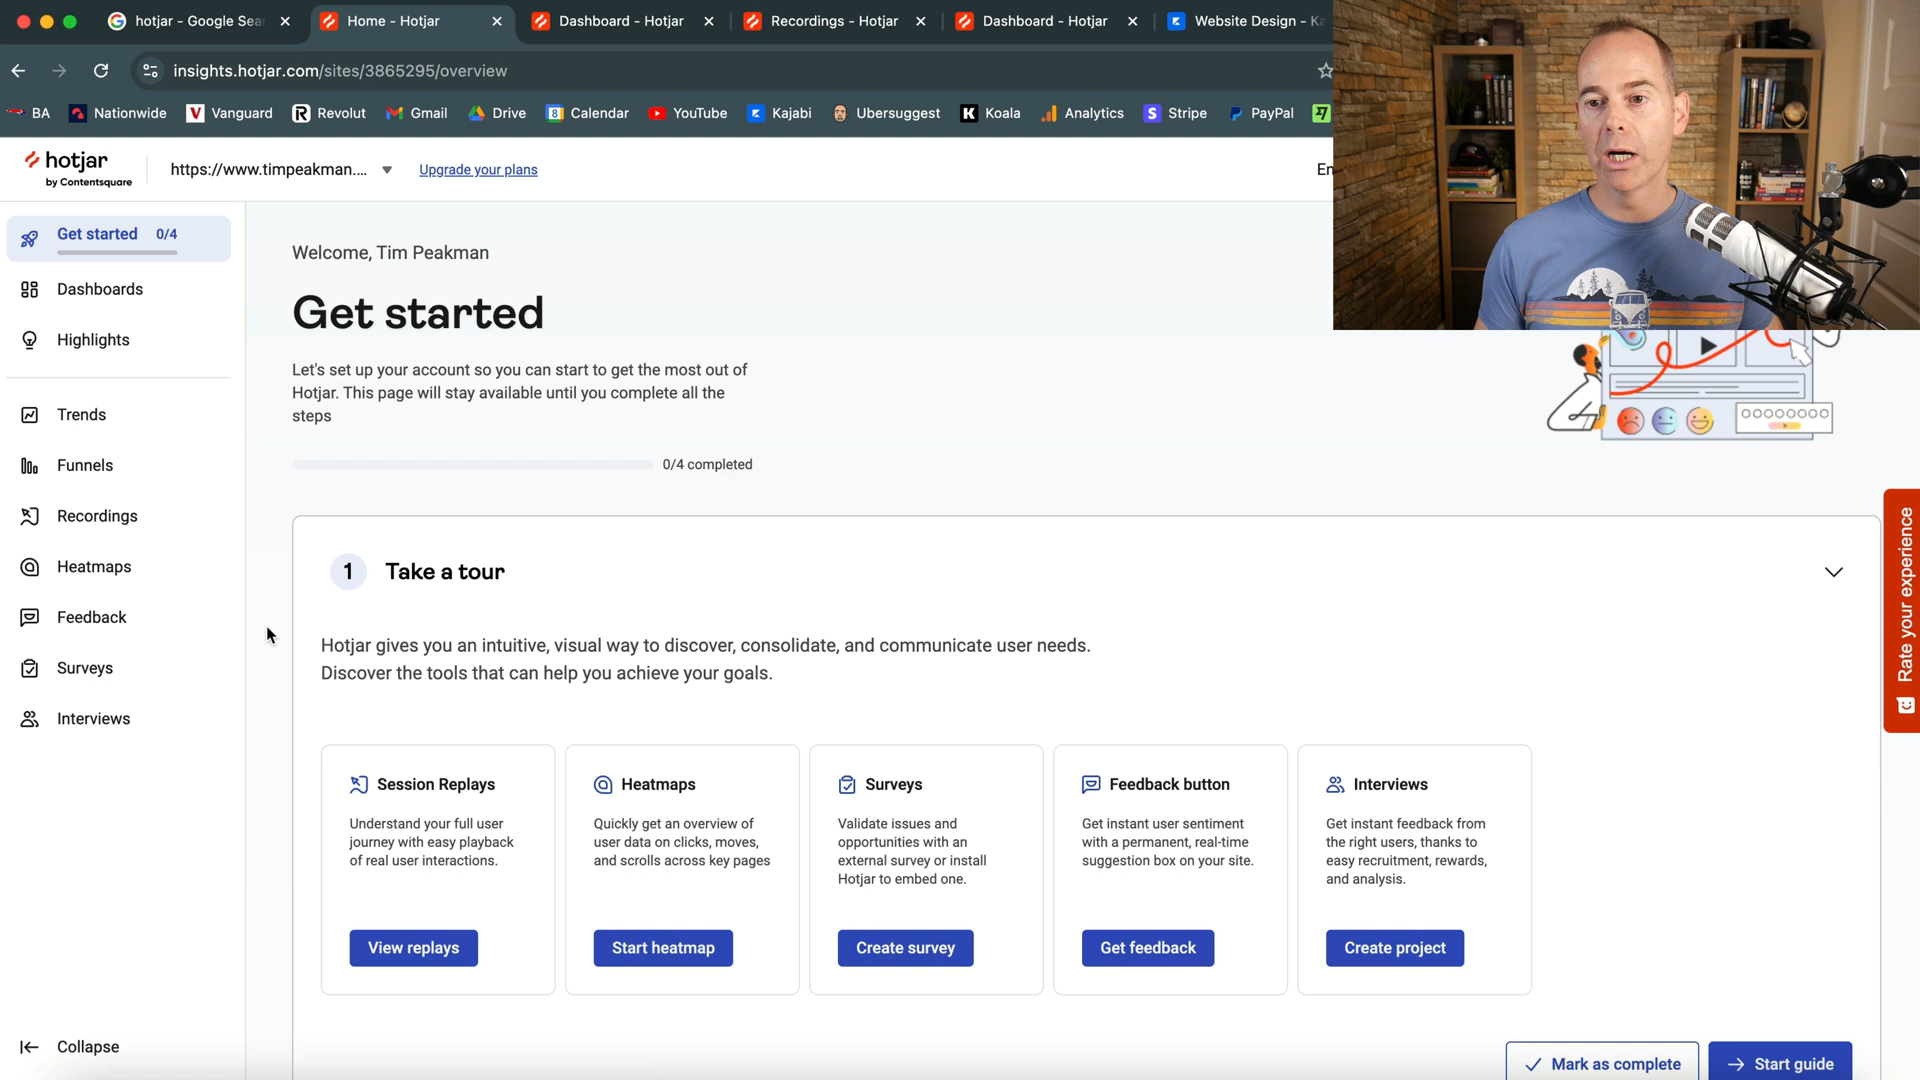 hotjar - Google Sea
Home - Hotjar
Dashboard - Hotjar
Recordings - Hotjar
Dashboard - Hotjar
Website Design - Ka
insights.hotjar.com/sites/3865295/overview
BA
Nationwide
Vanguard
Revolut
Gmail
Drive
Calendar
YouTube
Kajabi
Ubersuggest
Koala
Analytics
Stripe
PayPal
hotjar
by Contentsquare
https://www.timpeakman....
Upgrade your plans
En
Get started 0/4
Dashboards
Highlights
Trends
Funnels
Recordings
Heatmaps
Feedback
Surveys
Interviews
Collapse
Welcome, Tim Peakman
Get started
Let's set up your account so you can start to get the most out of
Hotjar. This page will stay available until you complete all the
steps
0/4 completed
1 Take a tour
Hotjar gives you an intuitive, visual way to discover, consolidate, and communicate user needs.
Discover the tools that can help you achieve your goals.
Session Replays
Understand your full user
journey with easy playback
of real user interactions.
View replays
Heatmaps
Quickly get an overview of
user data on clicks, moves,
and scrolls across key pages
Start heatmap
Surveys
Validate issues and
opportunities with an
external survey or install
Hotjar to embed one.
Create survey
Feedback button
Get instant user sentiment
with a permanent, real-time
suggestion box on your site.
Get feedback
Interviews
Get instant feedback from
the right users, thanks to
easy recruitment, rewards,
and analysis.
Create project
Mark as complete
Start guide
Rate your experience